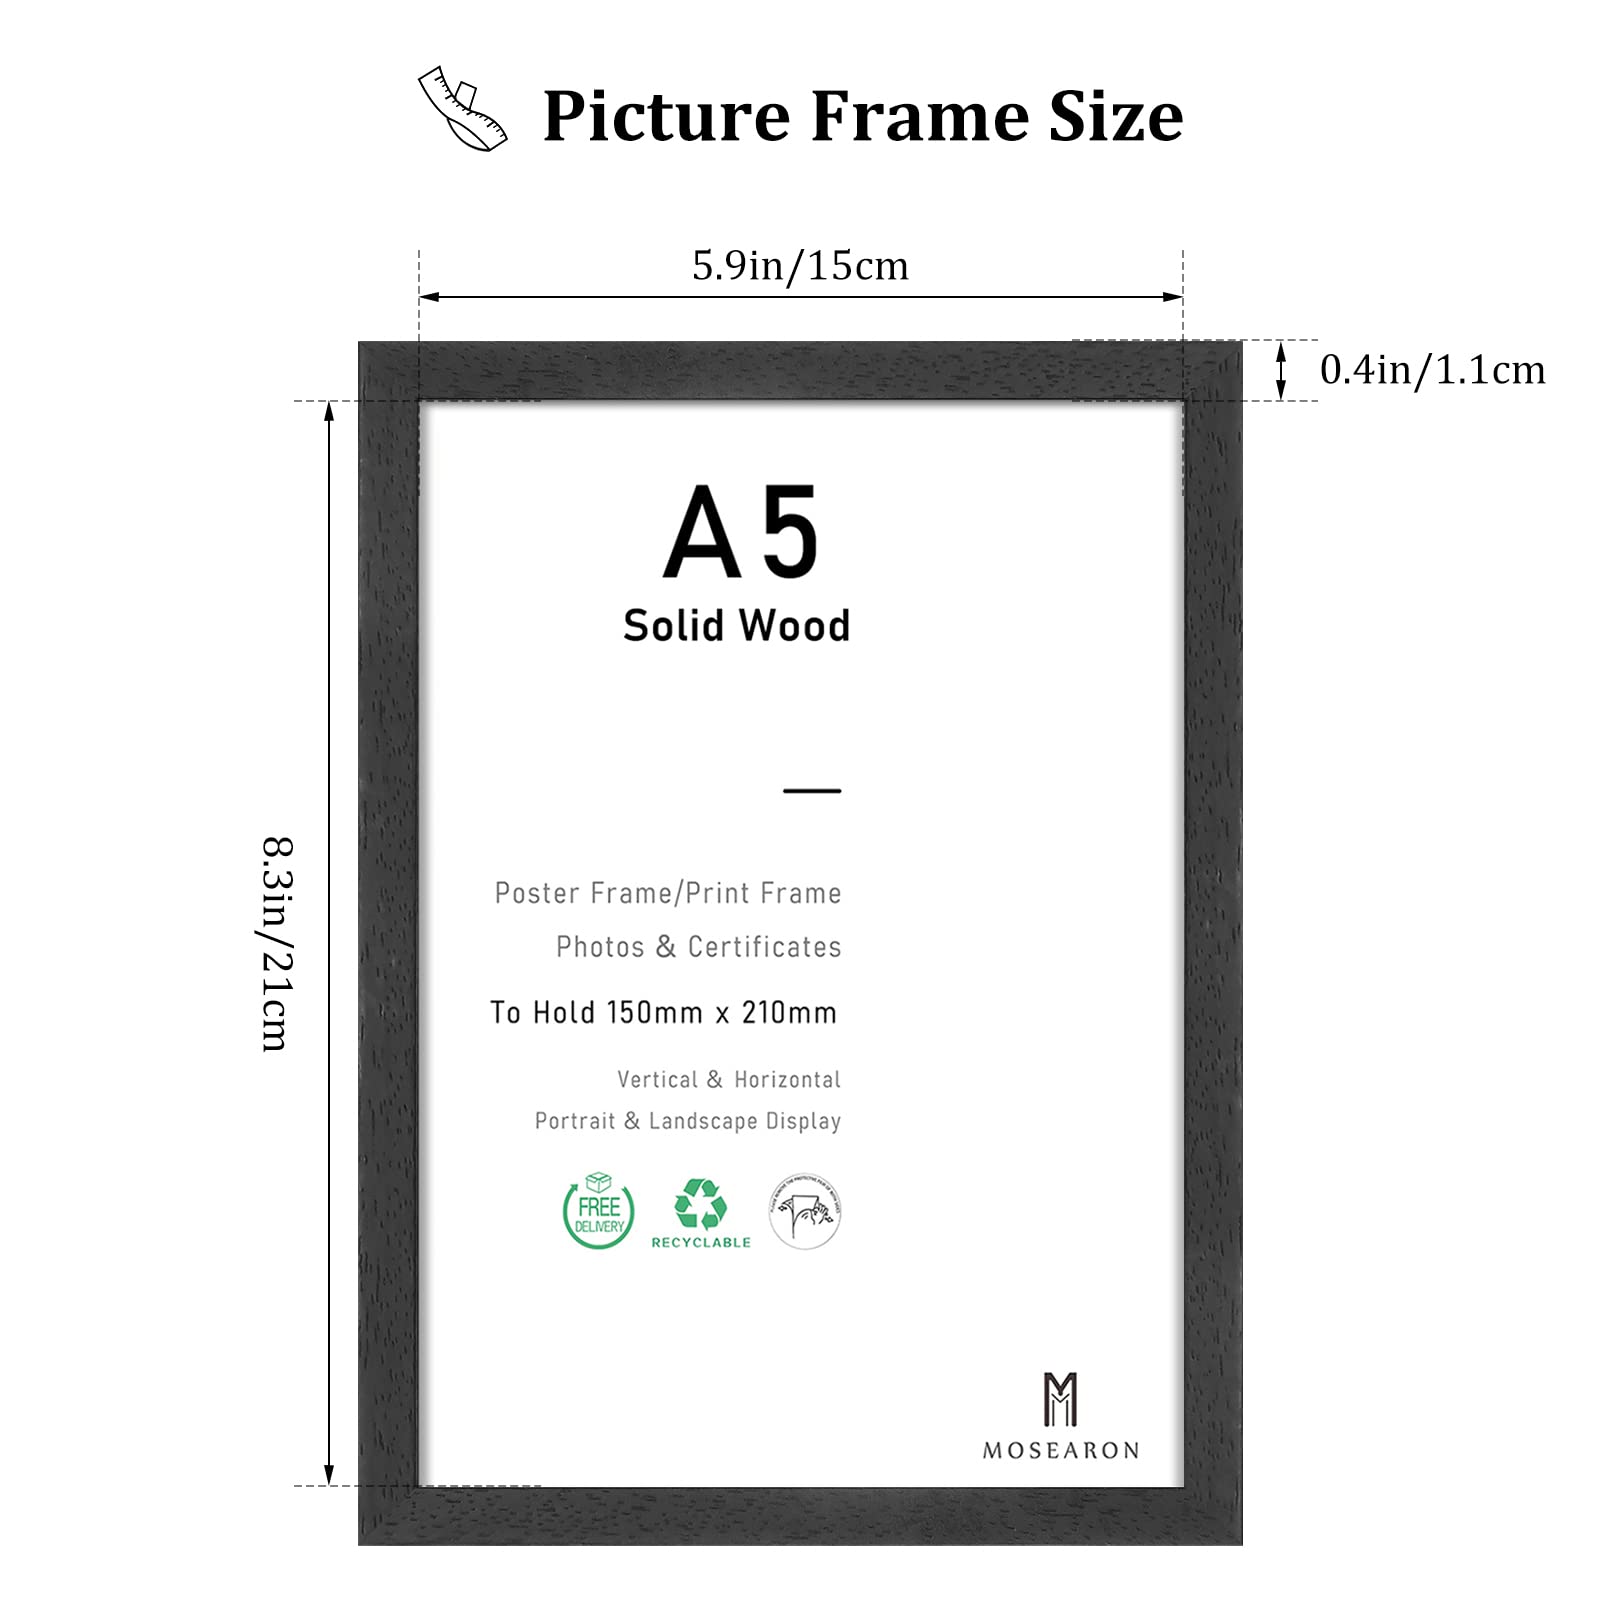 Picture Frame Size
5.9in/15cm
0.4in/1.1cm
8.3in/21cm
A5
Solid Wood
Poster Frame/Print Frame
Photos & Certificates
To Hold 150mm x 210mm
Vertical & Horizontal
Portrait & Landscape Display
FREE
DELIVERY
RECYCLABLE
MOSEARON